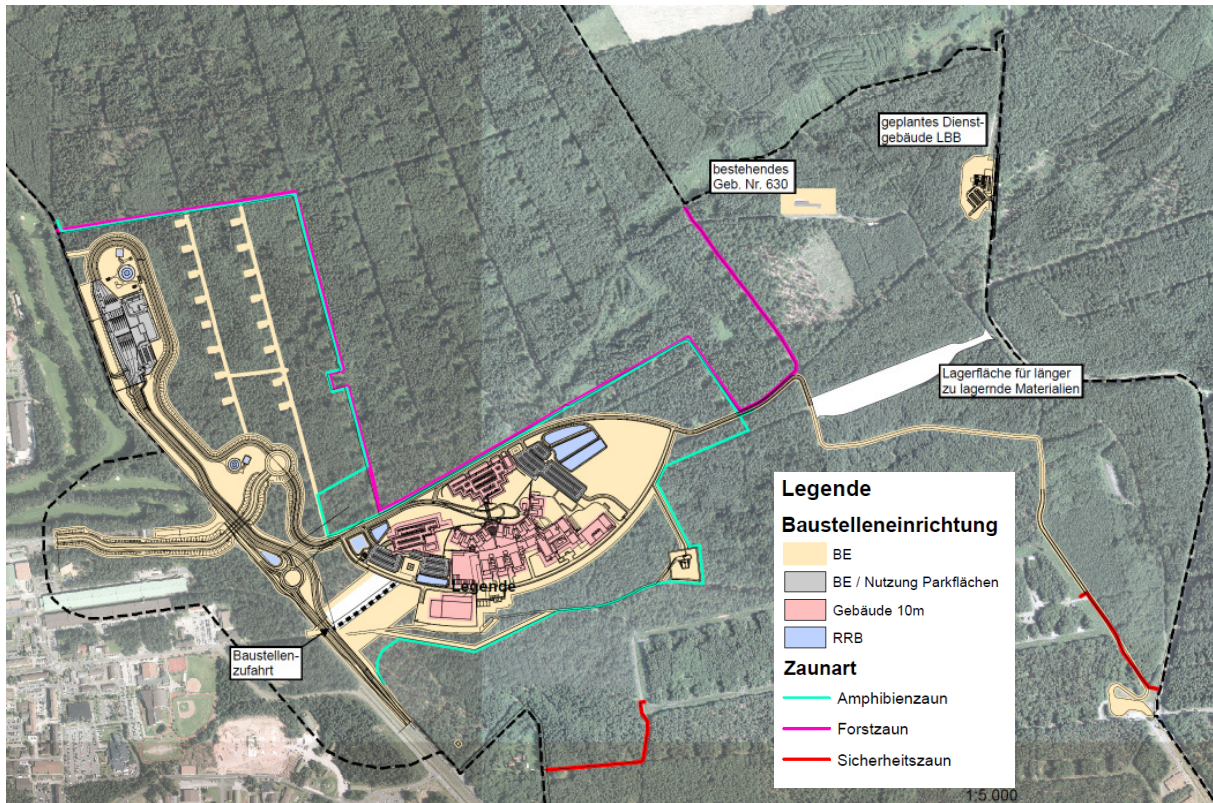 geplantes Dienst-
gebäude LBB
bestehendes
Geb. Nr. 630
Lagerfläche für länger
zu lagernde Materialien
Legende
Baustellen-
zufahrt
Legende
Baustelleneinrichtung
BE
BE / Nutzung Parkflächen
Gebäude 10m
RRB
Zaunart
Amphibienzaun
Forstzaun
Sicherheitszaun
1:5.000